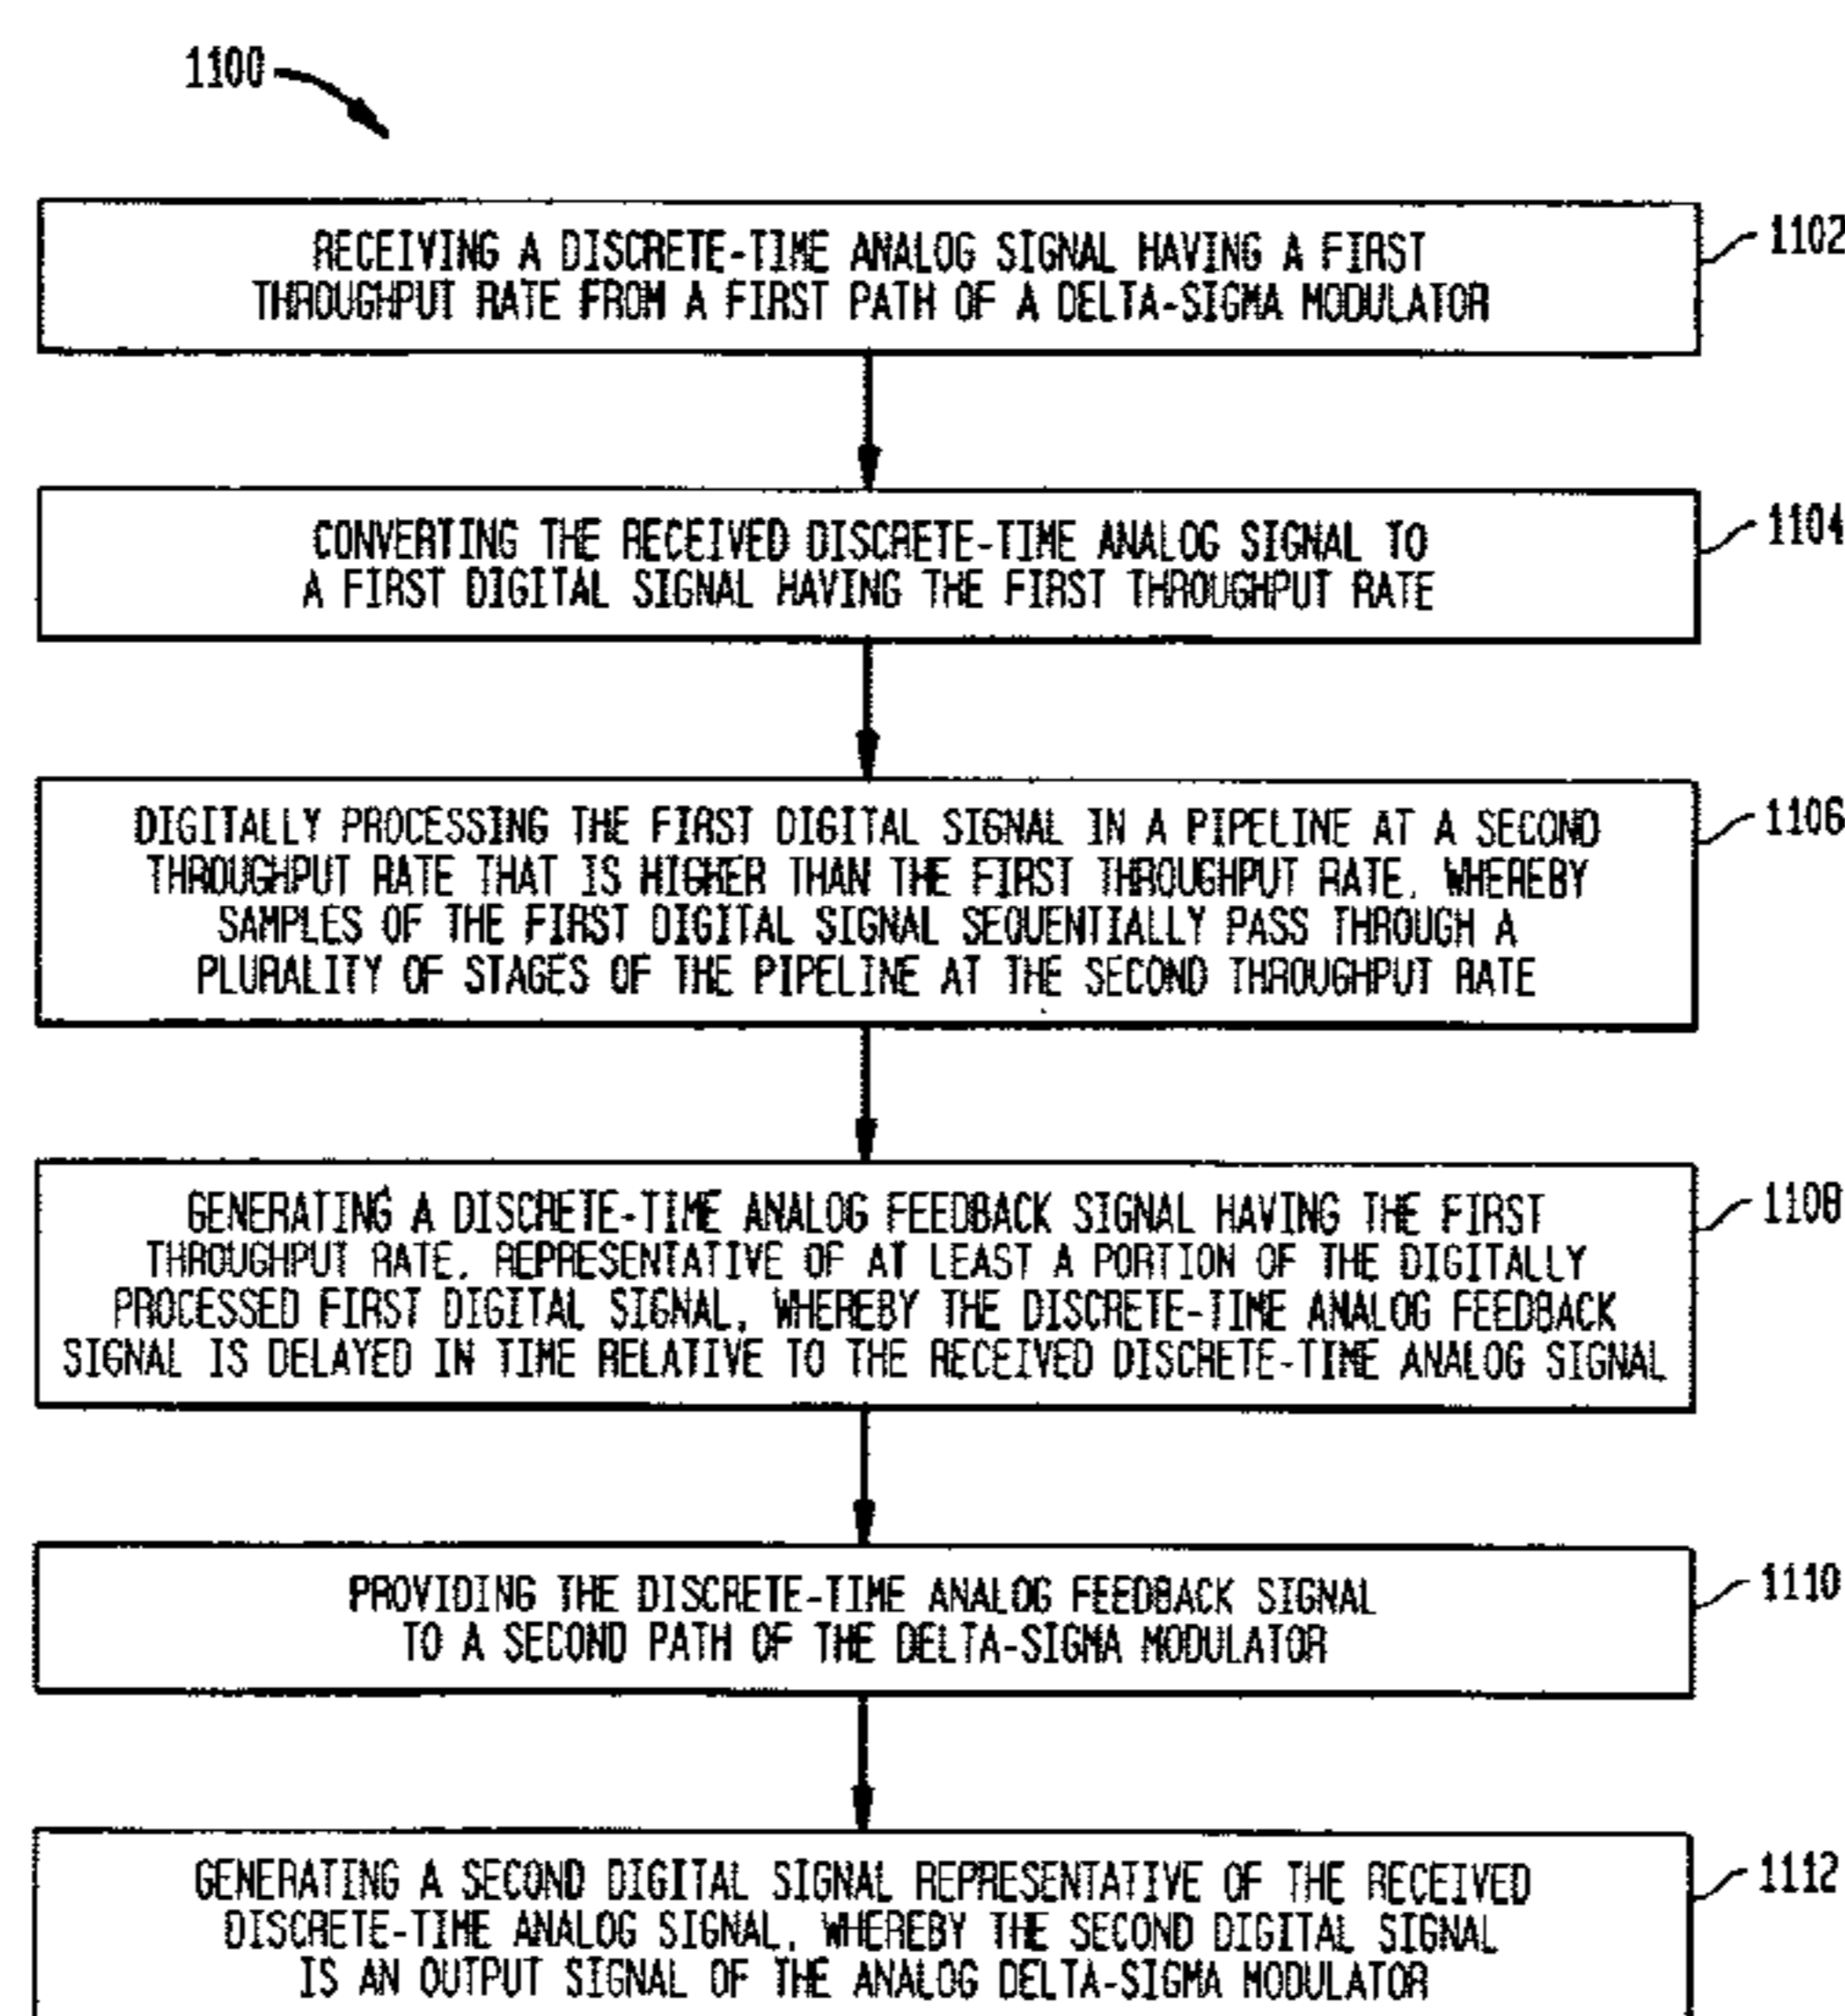 1100
RECEIVING A DISCRETE-TIME ANALOG SIGNAL HAVING A FIRST
THROUGHPUT RATE FROM A FIRST PATH OF A DELTA-SIGMA MODULATOR
1102
CONVERTING THE RECEIVED DISCRETE-TIME ANALOG SIGNAL TO
A FIRST DIGITAL SIGNAL HAVING THE FIRST THROUGHPUT RATE
1104
DIGITALLY PROCESSING THE FIRST DIGITAL SIGNAL IN A PIPELINE AT A SECOND
THROUGHPUT RATE THAT IS HIGHER THAN THE FIRST THROUGHPUT RATE, WHEREBY
SAMPLES OF THE FIRST DIGITAL SIGNAL SEQUENTIALLY PASS THROUGH A
PLURALITY OF STAGES OF THE PIPELINE AT THE SECOND THROUGHPUT RATE
1106
GENERATING A DISCRETE-TIME ANALOG FEEDBACK SIGNAL HAVING THE FIRST
THROUGHPUT RATE, REPRESENTATIVE OF AT LEAST A PORTION OF THE DIGITALLY
PROCESSED FIRST DIGITAL SIGNAL, WHEREBY THE DISCRETE-TIME ANALOG FEEDBACK
SIGNAL IS DELAYED IN TIME RELATIVE TO THE RECEIVED DISCRETE-TIME ANALOG SIGNAL
1108
PROVIDING THE DISCRETE-TIME ANALOG FEEDBACK SIGNAL
TO A SECOND PATH OF THE DELTA-SIGMA MODULATOR
1110
GENERATING A SECOND DIGITAL SIGNAL REPRESENTATIVE OF THE RECEIVED
DISCRETE-TIME ANALOG SIGNAL, WHEREBY THE SECOND DIGITAL SIGNAL
IS AN OUTPUT SIGNAL OF THE ANALOG DELTA-SIGMA MODULATOR
1112